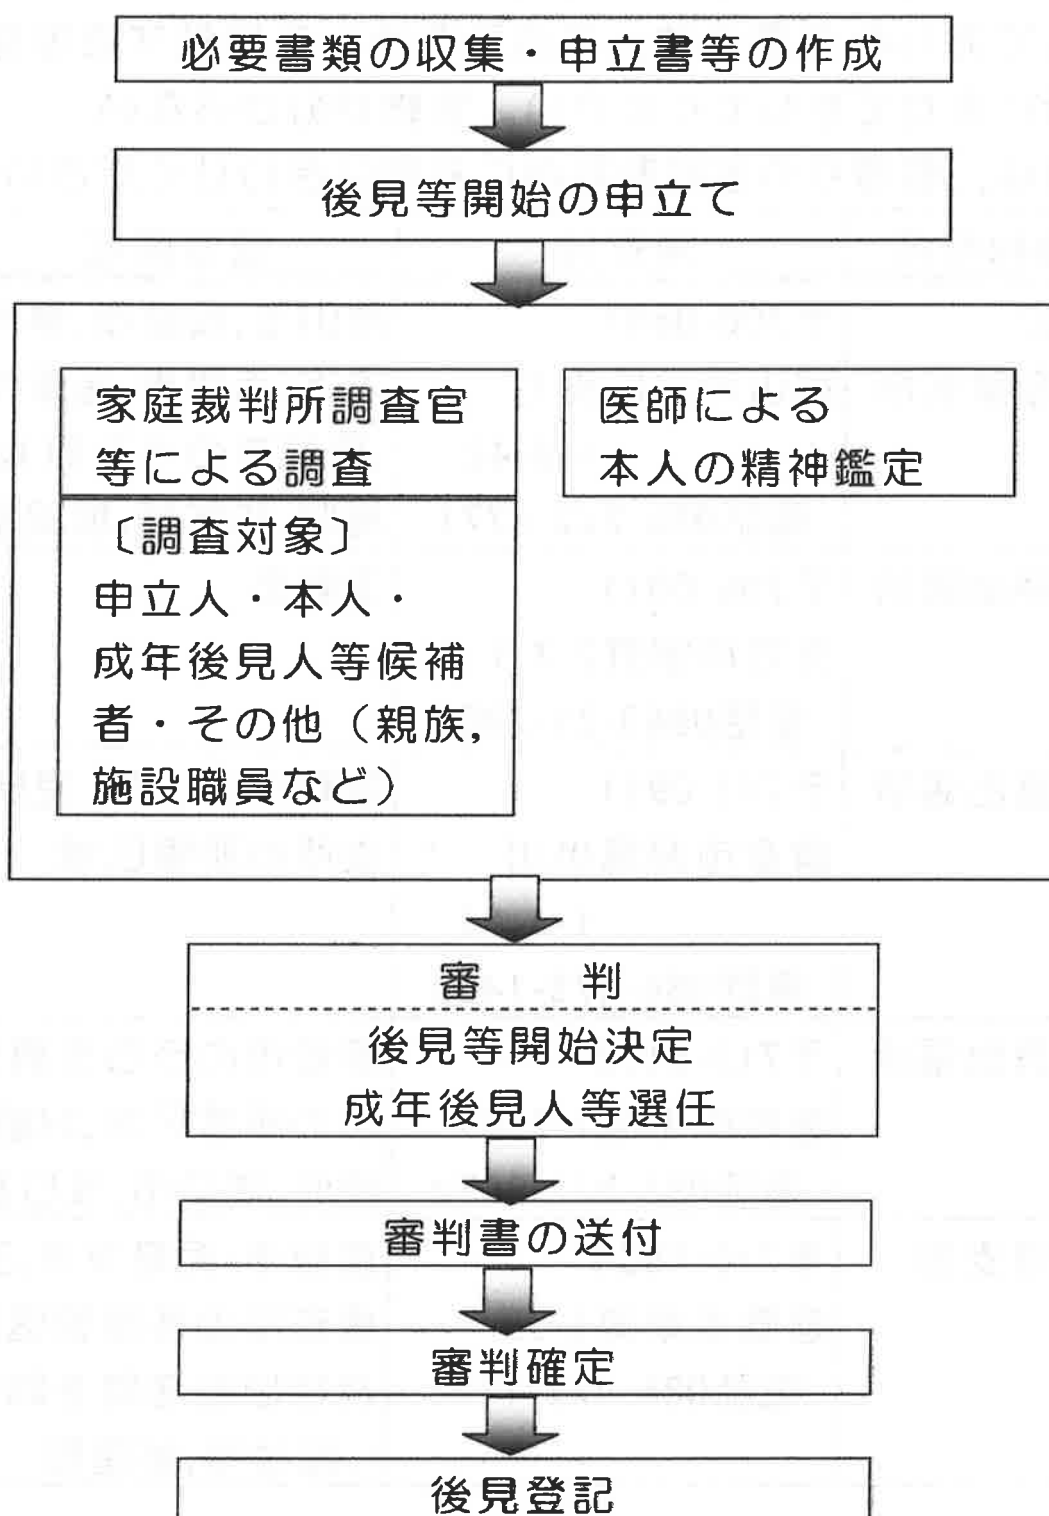 必要書類の収集・申立書等の作成
後見等開始の申立て
家庭裁判所調査官
等による調査
〔調査対象〕
申立人・本人・
成年後見人等候補
者・その他（親族，
施設職員など）
医師による
本人の精神鑑定
審　　判
後見等開始決定
成年後見人等選任
審判書の送付
審判確定
後見登記